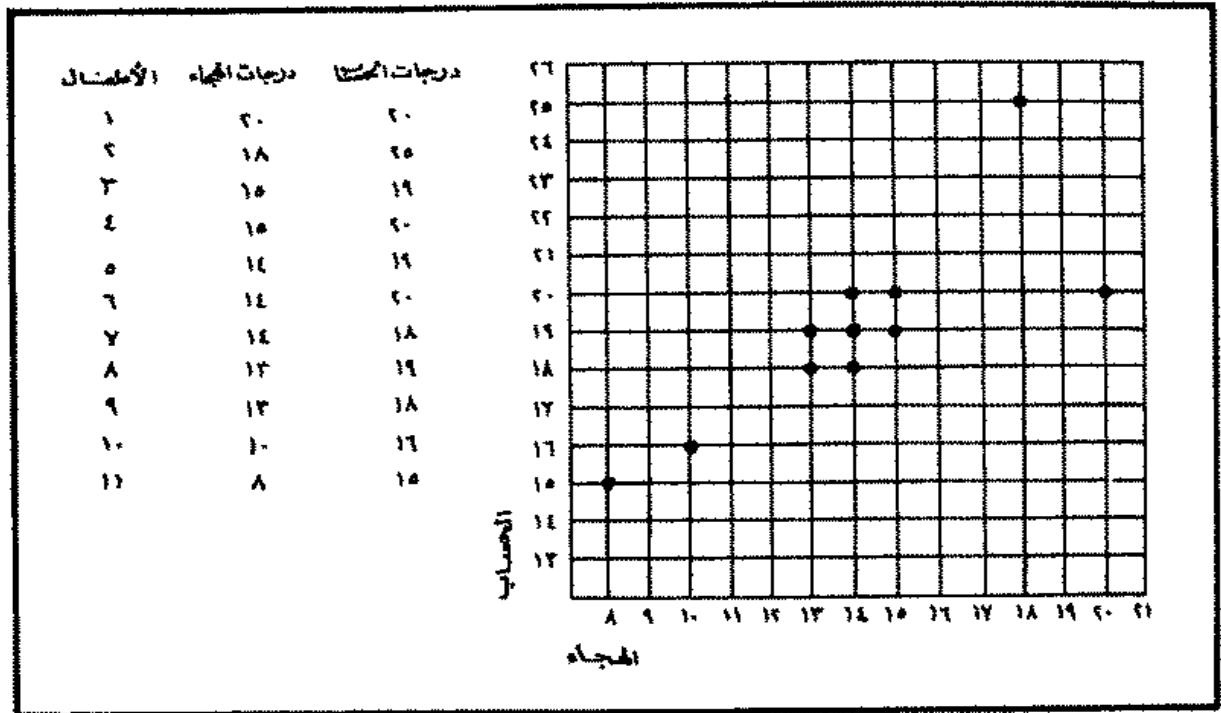 الأطفال درجات الهجاء درجات الحساب
١ ٢٠ ٢٠
٢ ١٨ ٢٥
٣ ١٥ ١٩
٤ ١٥ ٢٠
٥ ١٤ ١٩
٦ ١٤ ٢٠
٧ ١٤ ١٨
٨ ١٣ ١٩
٩ ١٣ ١٨
١٠ ١٠ ١٦
١١ ٨ ١٥
٢٦
٢٥
٢٤
٢٣
٢٢
٢١
٢٠
١٩
١٨
١٧
١٦
١٥
١٤
١٣
الحساب
٨ ٩ ١٠ ١١ ١٢ ١٣ ١٤ ١٥ ١٦ ١٧ ١٨ ١٩ ٢٠ ٢١
الهجاء